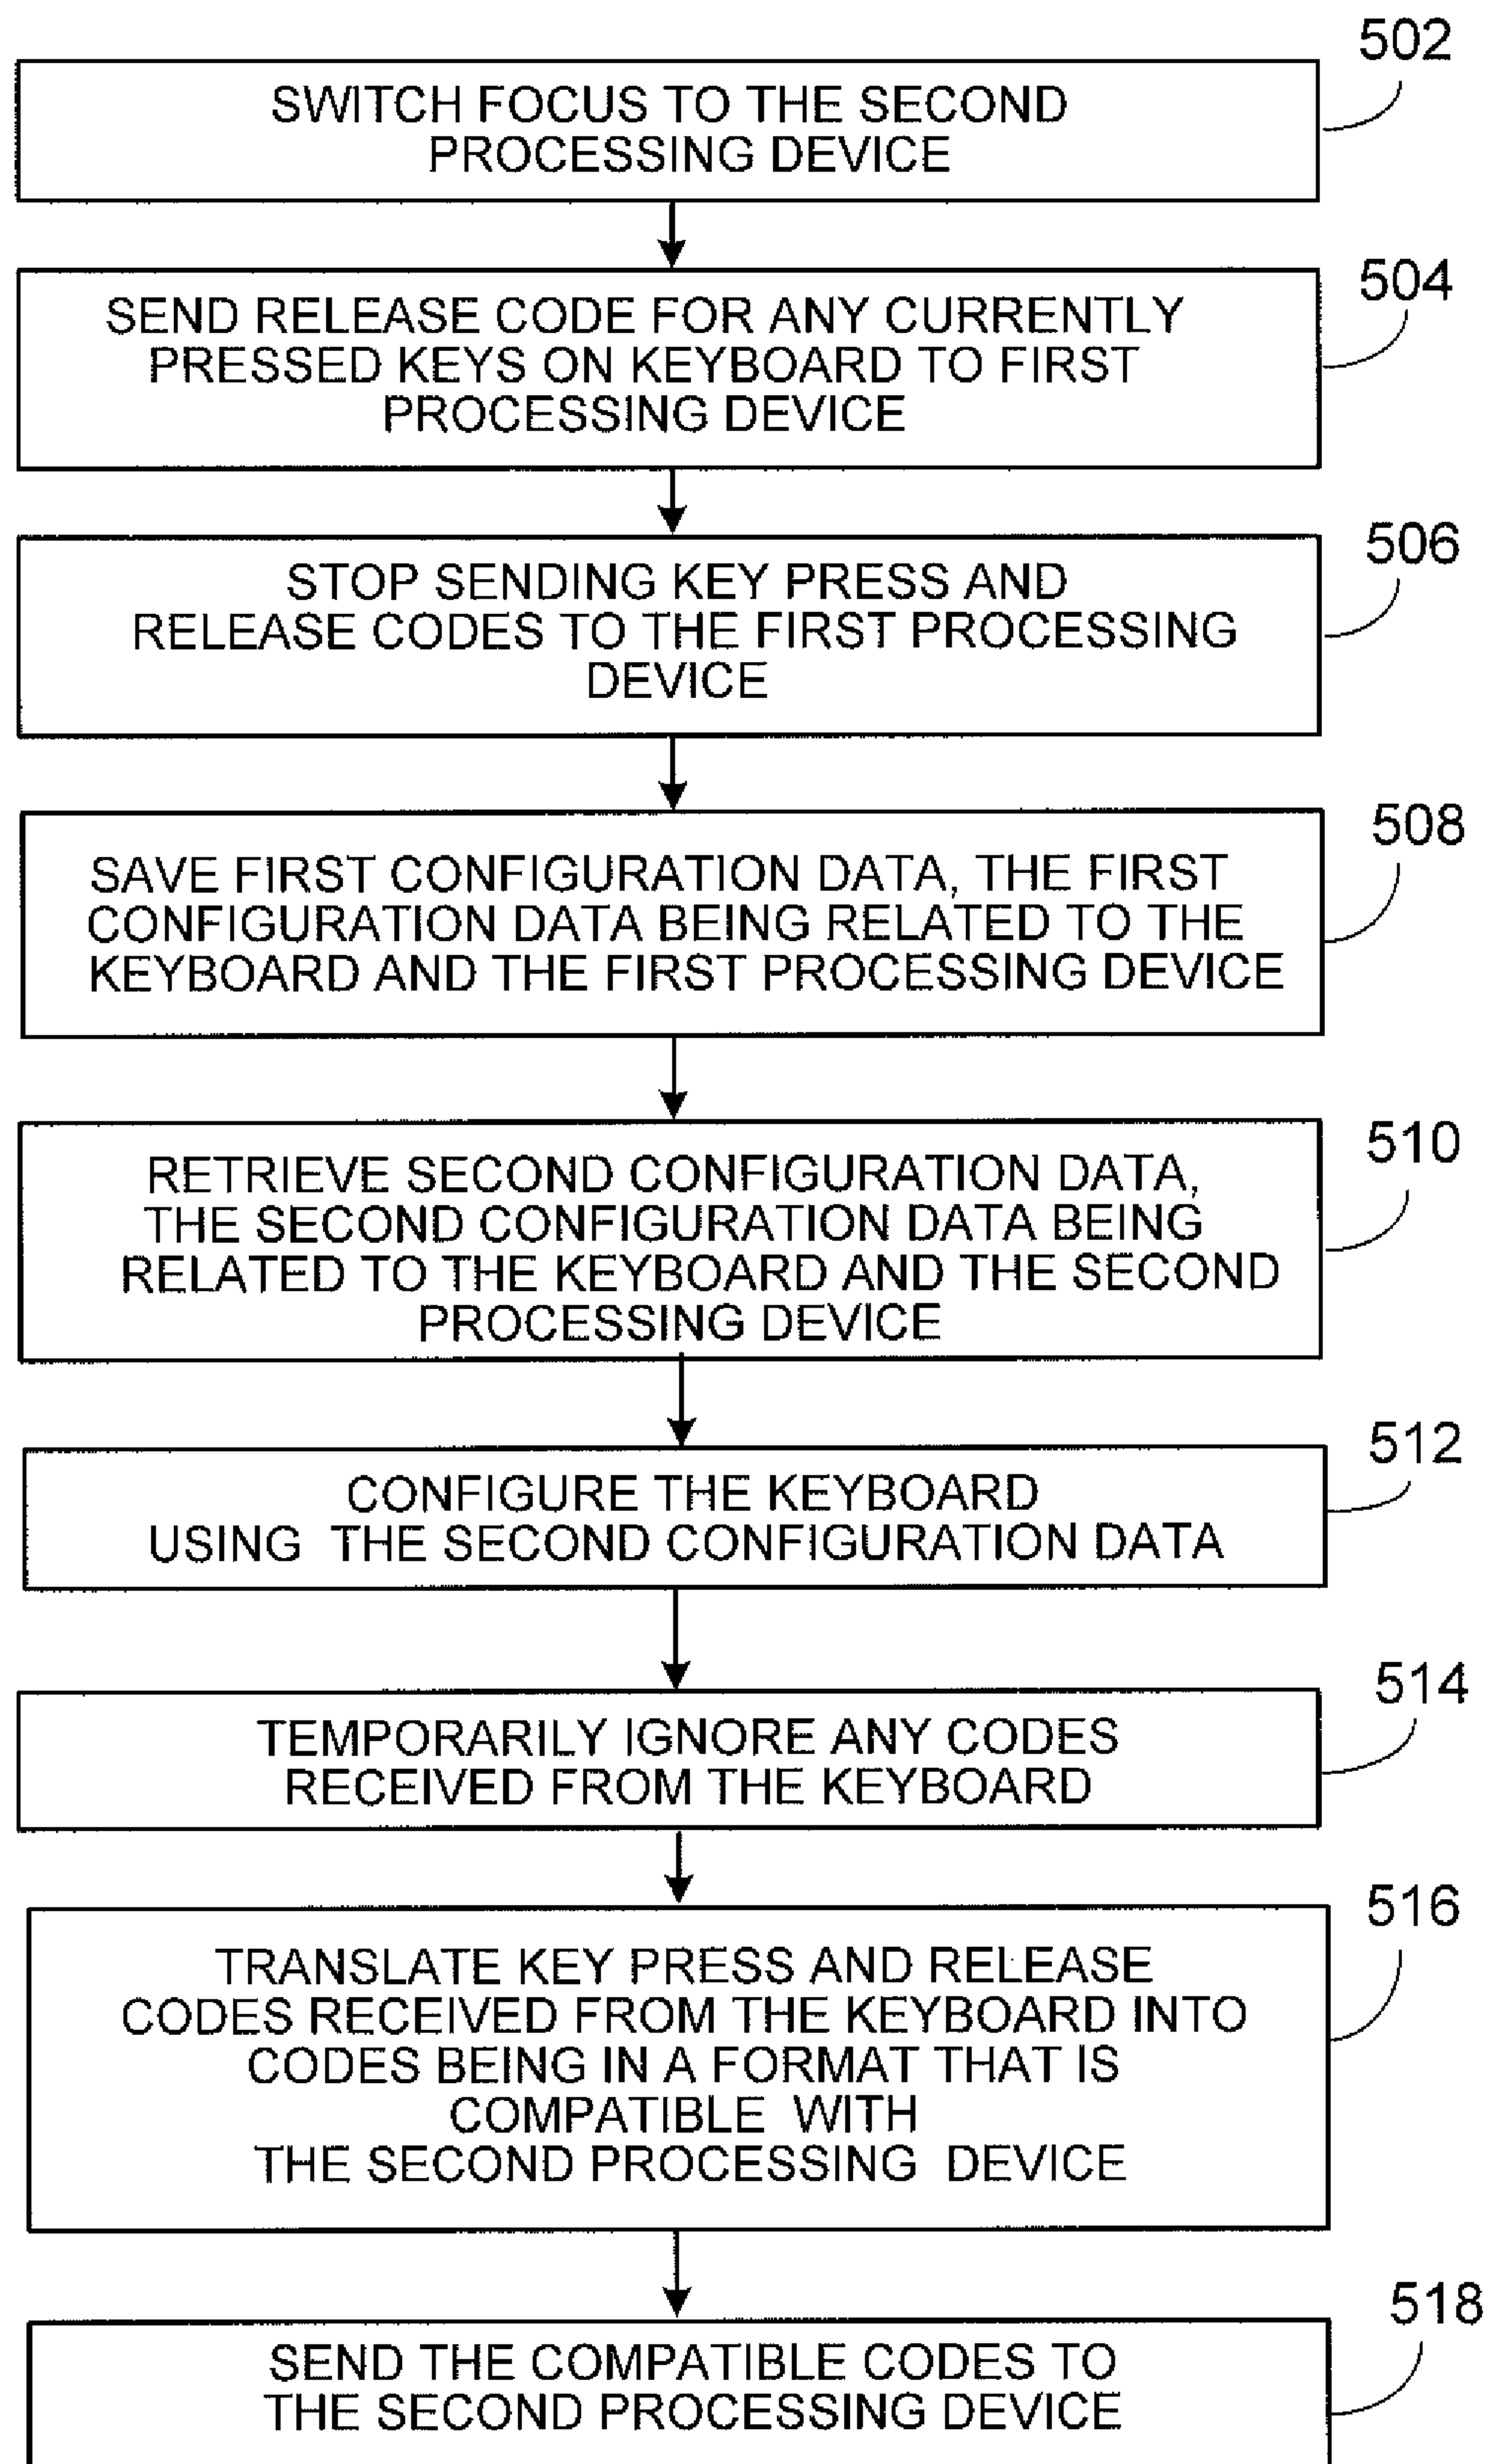 502
SWITCH FOCUS TO THE SECOND
PROCESSING DEVICE
504
SEND RELEASE CODE FOR ANY CURRENTLY
PRESSED KEYS ON KEYBOARD TO FIRST
PROCESSING DEVICE
506
STOP SENDING KEY PRESS AND
RELEASE CODES TO THE FIRST PROCESSING
DEVICE
508
SAVE FIRST CONFIGURATION DATA, THE FIRST
CONFIGURATION DATA BEING RELATED TO THE
KEYBOARD AND THE FIRST PROCESSING DEVICE
510
RETRIEVE SECOND CONFIGURATION DATA,
THE SECOND CONFIGURATION DATA BEING
RELATED TO THE KEYBOARD AND THE SECOND
PROCESSING DEVICE
512
CONFIGURE THE KEYBOARD
USING THE SECOND CONFIGURATION DATA
514
TEMPORARILY IGNORE ANY CODES
RECEIVED FROM THE KEYBOARD
516
TRANSLATE KEY PRESS AND RELEASE
CODES RECEIVED FROM THE KEYBOARD INTO
CODES BEING IN A FORMAT THAT IS
COMPATIBLE WITH
THE SECOND PROCESSING DEVICE
518
SEND THE COMPATIBLE CODES TO
THE SECOND PROCESSING DEVICE